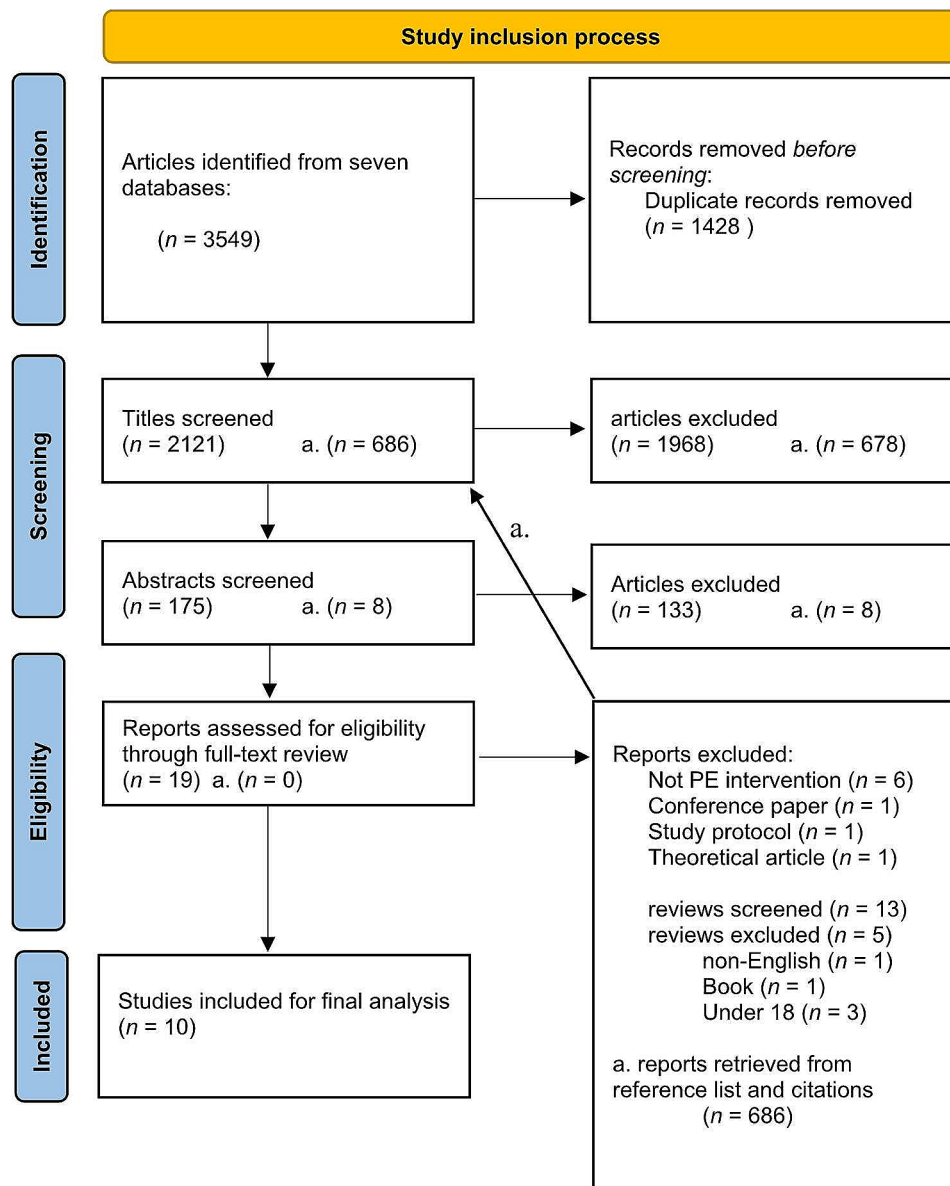 Study inclusion process
Identification
Articles identified from seven
databases:
(n = 3549)
Records removed before
screening:
Duplicate records removed
(n = 1428 )
Screening
Titles screened
(n = 2121) a. (n = 686)
articles excluded
(n = 1968) a. (n = 678)
a.
Abstracts screened
(n = 175) a. (n = 8)
Articles excluded
(n = 133) a. (n = 8)
Eligibility
Reports assessed for eligibility
through full-text review
(n = 19) a. (n = 0)
Reports excluded:
Not PE intervention (n = 6)
Conference paper (n = 1)
Study protocol (n = 1)
Theoretical article (n = 1)
reviews screened (n = 13)
reviews excluded (n = 5)
non-English (n = 1)
Book (n = 1)
Under 18 (n = 3)
a. reports retrieved from
reference list and citations
(n = 686)
Included
Studies included for final analysis
(n = 10)